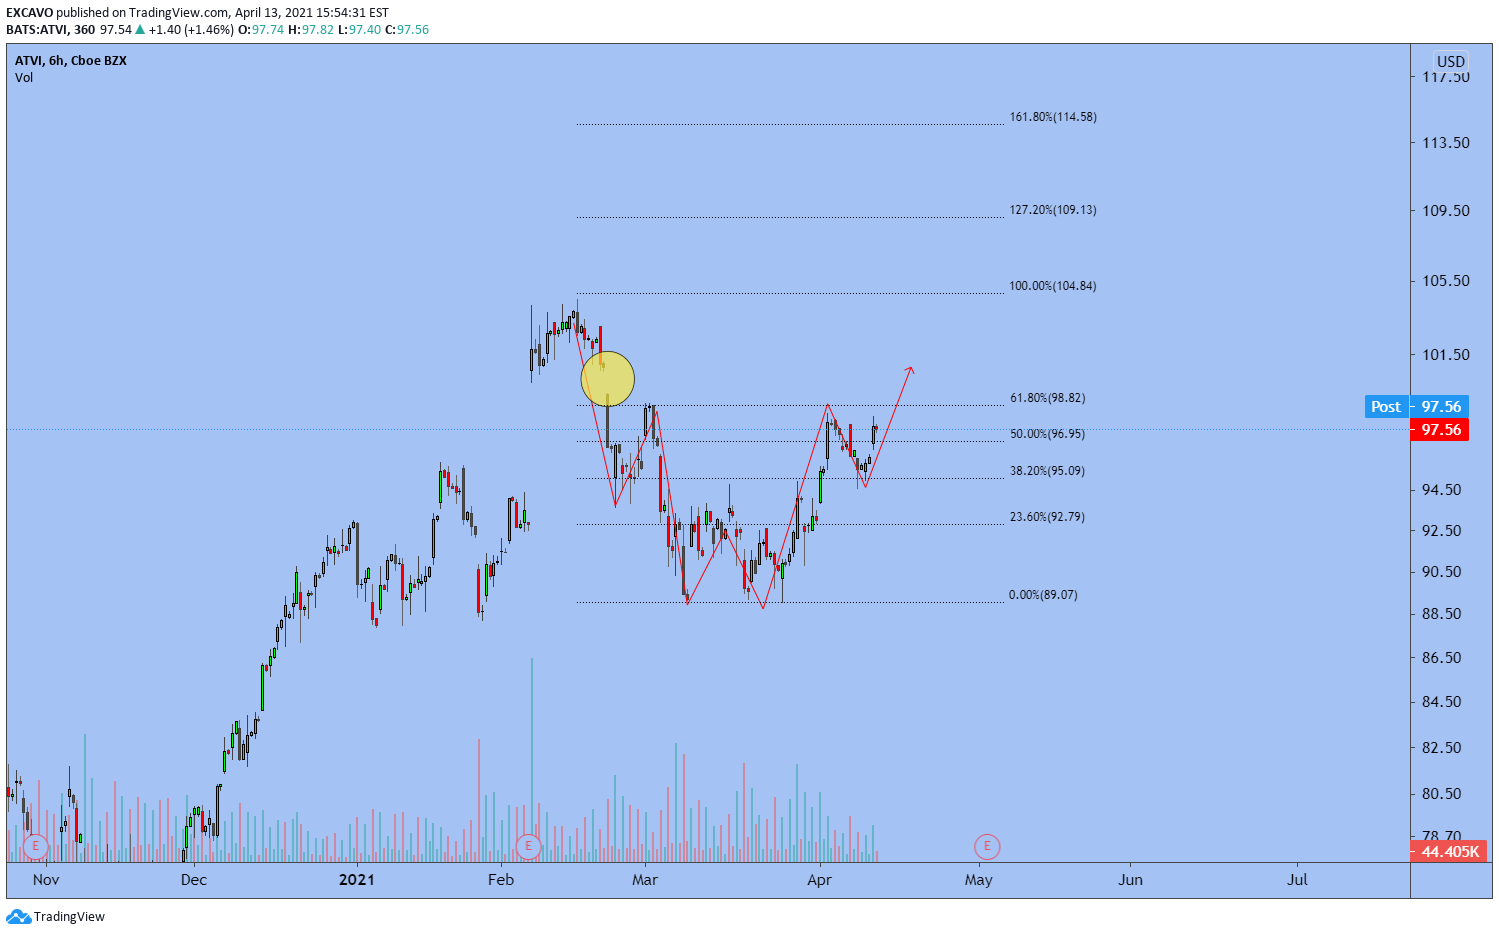 EXCAVO published on TradingView.com, April 13, 2021 15:54:31 EST
BATS:ATVI, 360 97.54 ▲ +1.40 (+1.46%) O:97.74 H:97.82 L:97.40 C:97.56
ATVI, 6h, Cboe BZX
Vol
USD
117.50
161.80%(114.58)
113.50
127.20%(109.13)
109.50
100.00%(104.84)
105.50
101.50
61.80%(98.82)
Post 97.56
97.56
50.00%(96.95)
38.20%(95.09)
94.50
23.60%(92.79)
92.50
90.50
0.00%(89.07)
88.50
86.50
84.50
82.50
80.50
78.70
E E E
44.405K
Nov Dec 2021 Feb Mar Apr May Jun Jul
TradingView